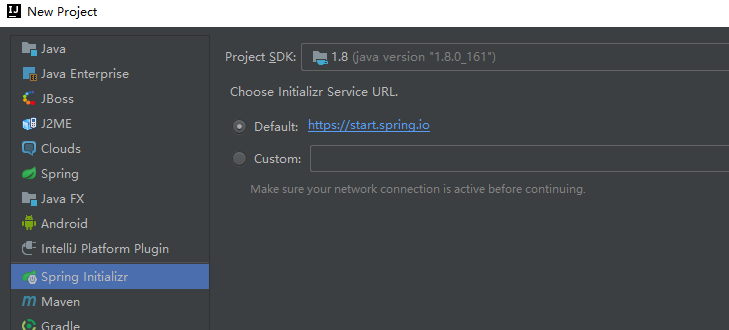 New Project
Java
Java Enterprise
JBoss
J2ME
Clouds
Spring
Java FX
Android
IntelliJ Platform Plugin
Spring Initializr
Maven
Gradle
Project SDK: 1.8 (java version "1.8.0_161")
Choose Initializr Service URL.
Default: https://start.spring.io
Custom:
Make sure your network connection is active before continuing.